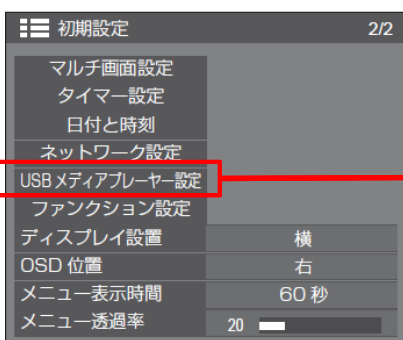 初期設定 2/2
マルチ画面設定
タイマー設定
日付と時刻
ネットワーク設定
USBメディアプレーヤー設定
ファンクション設定
ディスプレイ設置 横
OSD 位置 右
メニュー表示時間 60 秒
メニュー透過率 20